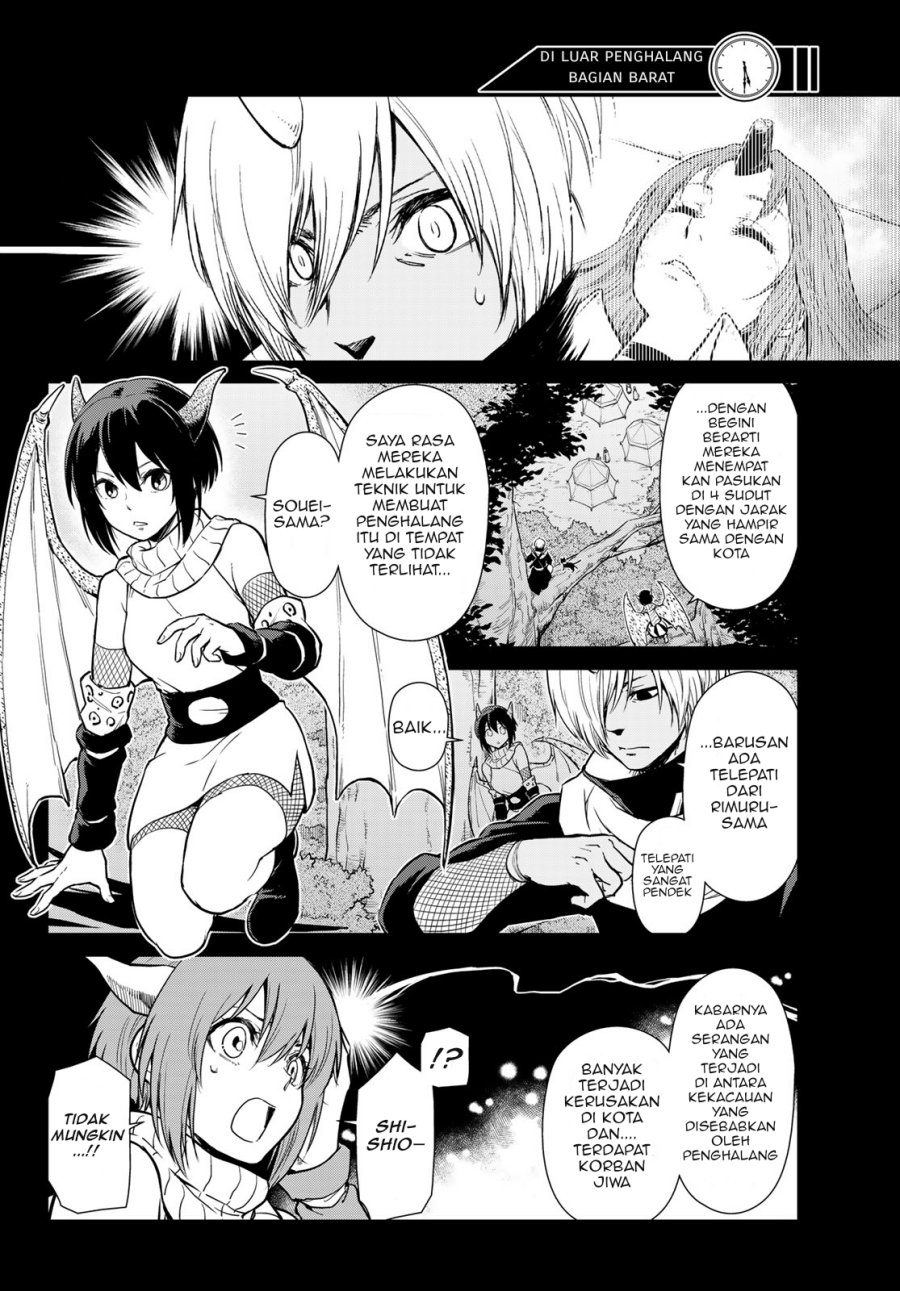 DI LUAR PENGHALANG
BAGIAN BARAT
...DENGAN
BEGINI
BERARTI
MEREKA
MENEMPAT
KAN PASUKAN
DI 4 SUDUT
DENGAN JARAK
YANG HAMPIR
SAMA DENGAN
KOTA
SAYA RASA
MEREKA
MELAKUKAN
TEKNIK UNTUK
MEMBUAT
PENGHALANG
ITU DI TEMPAT
YANG TIDAK
TERLIHAT...
SOUEI-
SAMA?
...BARUSAN
ADA
TELEPATI
DARI
RIMURU-
SAMA
TELEPATI
YANG
SANGAT
PENDEK
BAIK...
KABARNYA
ADA
SERANGAN
YANG
TERJADI
DI ANTARA
KEKACAUAN
YANG
DISEBABKAN
OLEH
PENGHALANG
BANYAK
TERJADI
KERUSAKAN
DI KOTA
DAN....
TERDAPAT
KORBAN
JIWA
!?
SHI-
SHIO–
TIDAK
MUNGKIN
...!!